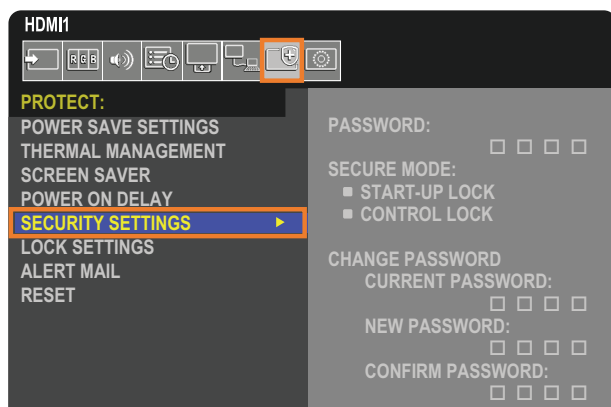 HDMI1
RGB
PROTECT:
POWER SAVE SETTINGS
THERMAL MANAGEMENT
SCREEN SAVER
POWER ON DELAY
SECURITY SETTINGS
LOCK SETTINGS
ALERT MAIL
RESET
PASSWORD:
SECURE MODE:
START-UP LOCK
CONTROL LOCK
CHANGE PASSWORD
CURRENT PASSWORD:
NEW PASSWORD:
CONFIRM PASSWORD: